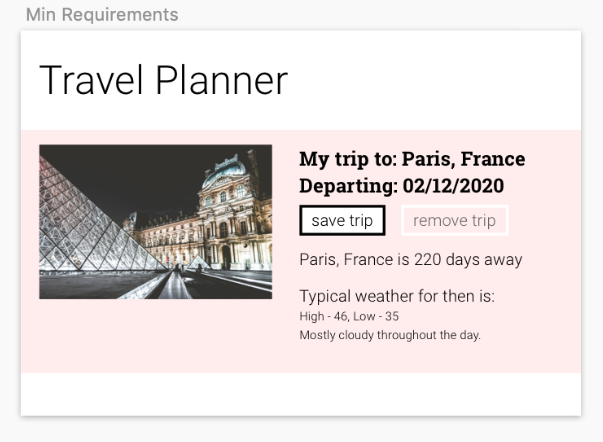 Min Requirements
Travel Planner
My trip to: Paris, France
Departing: 02/12/2020
save trip remove trip
Paris, France is 220 days away
Typical weather for then is:
High - 46, Low - 35
Mostly cloudy throughout the day.